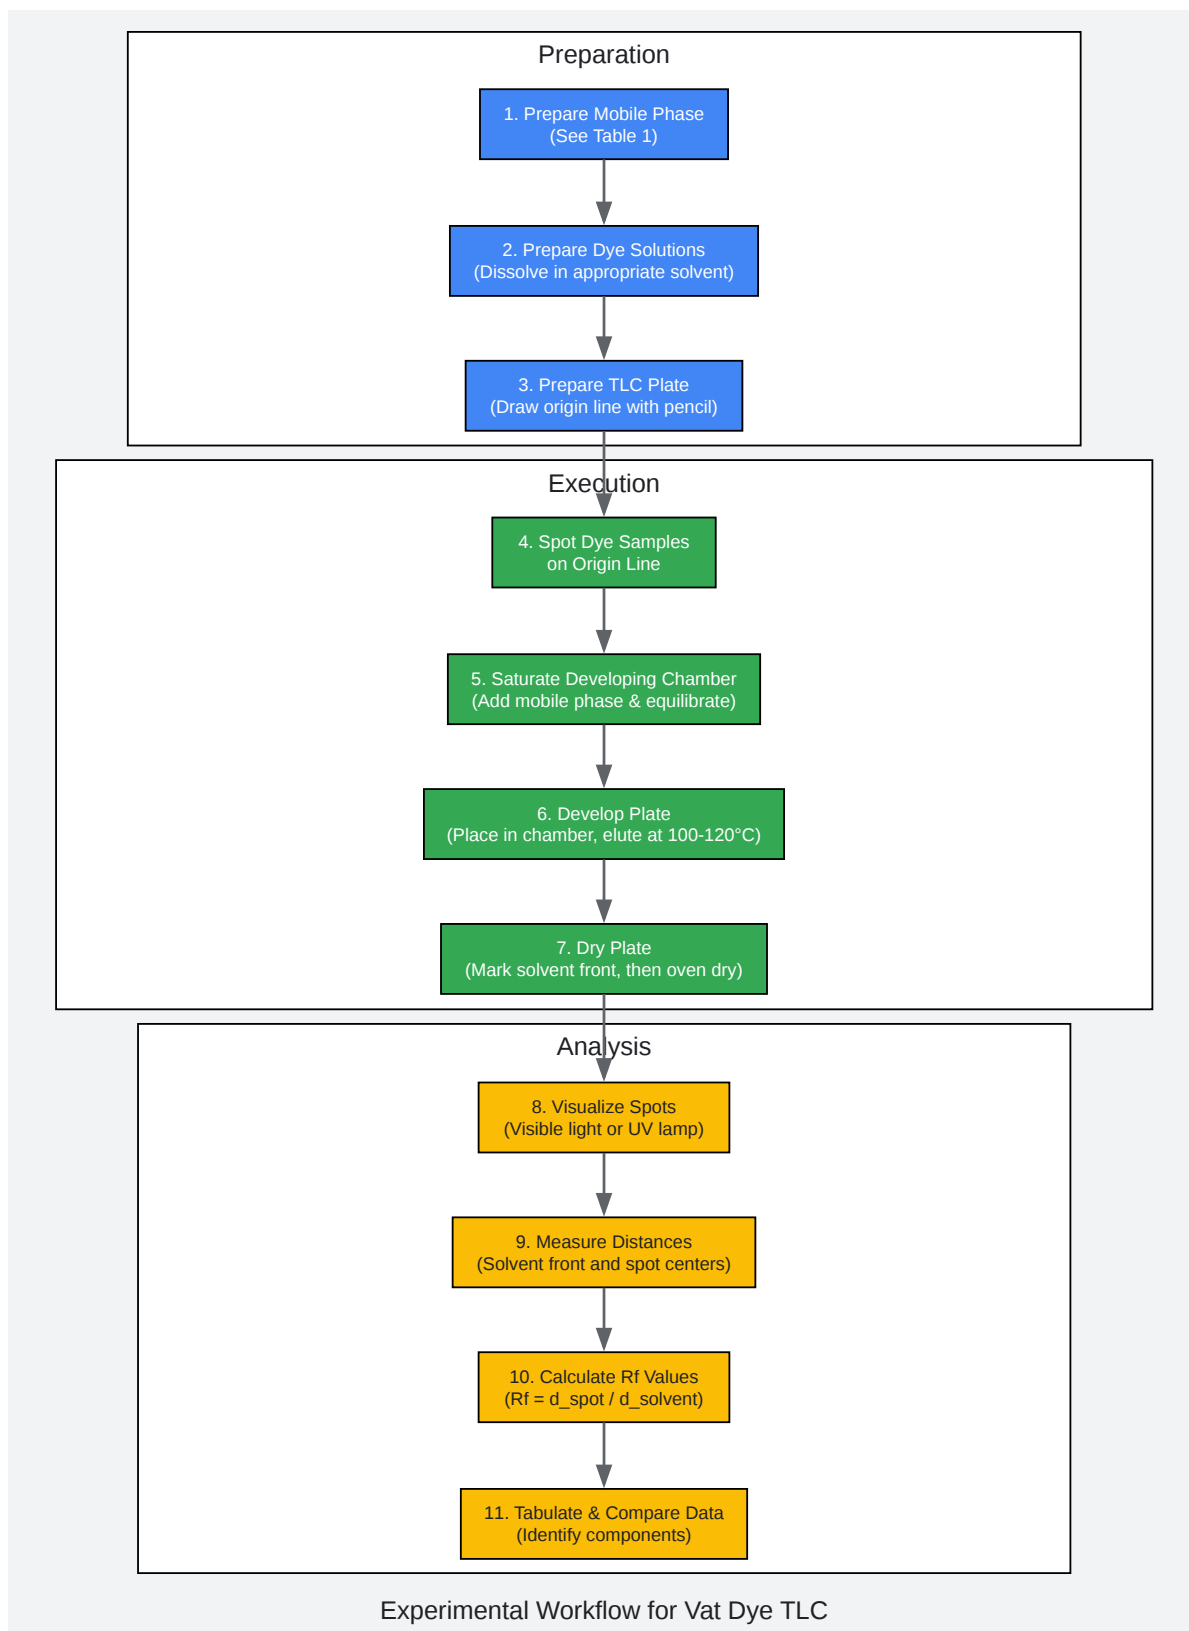 Preparation
1. Prepare Mobile Phase
(See Table 1)
2. Prepare Dye Solutions
(Dissolve in appropriate solvent)
3. Prepare TLC Plate
(Draw origin line with pencil)
Execution
4. Spot Dye Samples
on Origin Line
5. Saturate Developing Chamber
(Add mobile phase & equilibrate)
6. Develop Plate
(Place in chamber, elute at 100-120°C)
7. Dry Plate
(Mark solvent front, then oven dry)
Analysis
8. Visualize Spots
(Visible light or UV lamp)
9. Measure Distances
(Solvent front and spot centers)
10. Calculate Rf Values
(Rf = d_spot / d_solvent)
11. Tabulate & Compare Data
(Identify components)
Experimental Workflow for Vat Dye TLC